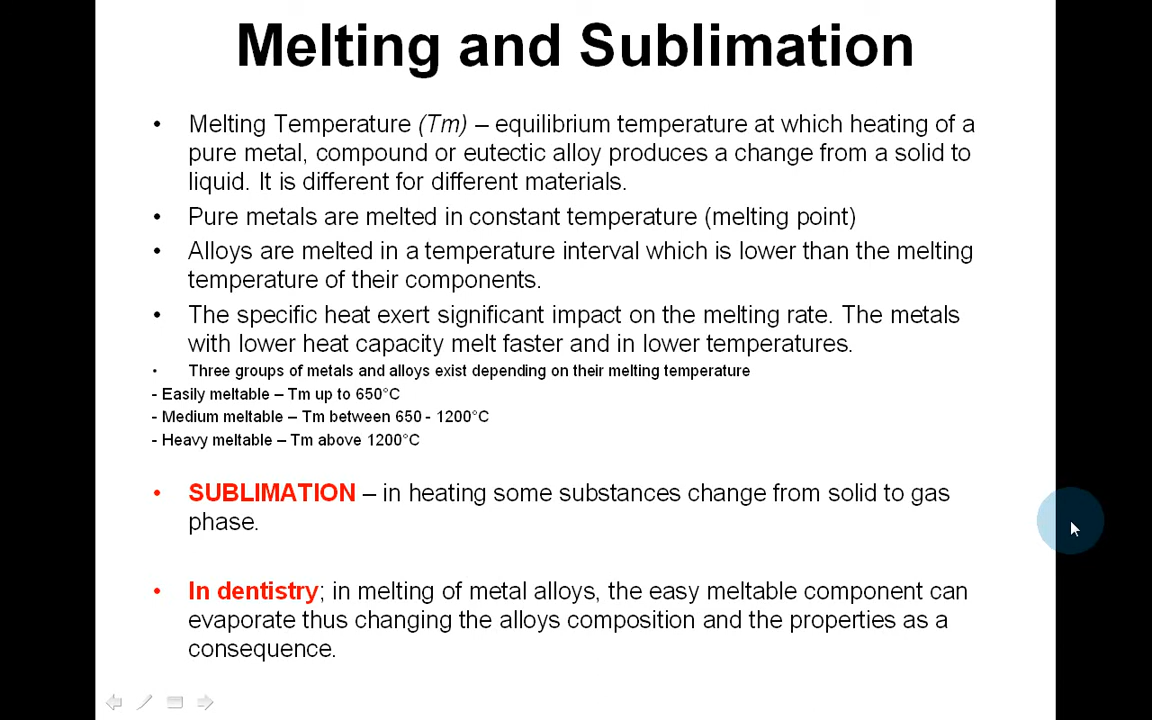 Melting and Sublimation
• Melting Temperature (Tm) – equilibrium temperature at which heating of a
pure metal, compound or eutectic alloy produces a change from a solid to
liquid. It is different for different materials.
• Pure metals are melted in constant temperature (melting point)
• Alloys are melted in a temperature interval which is lower than the melting
temperature of their components.
• The specific heat exert significant impact on the melting rate. The metals
with lower heat capacity melt faster and in lower temperatures.
• Three groups of metals and alloys exist depending on their melting temperature
- Easily meltable – Tm up to 650°C
- Medium meltable – Tm between 650 - 1200°C
- Heavy meltable – Tm above 1200°C
• SUBLIMATION – in heating some substances change from solid to gas
phase.
• In dentistry; in melting of metal alloys, the easy meltable component can
evaporate thus changing the alloys composition and the properties as a
consequence.